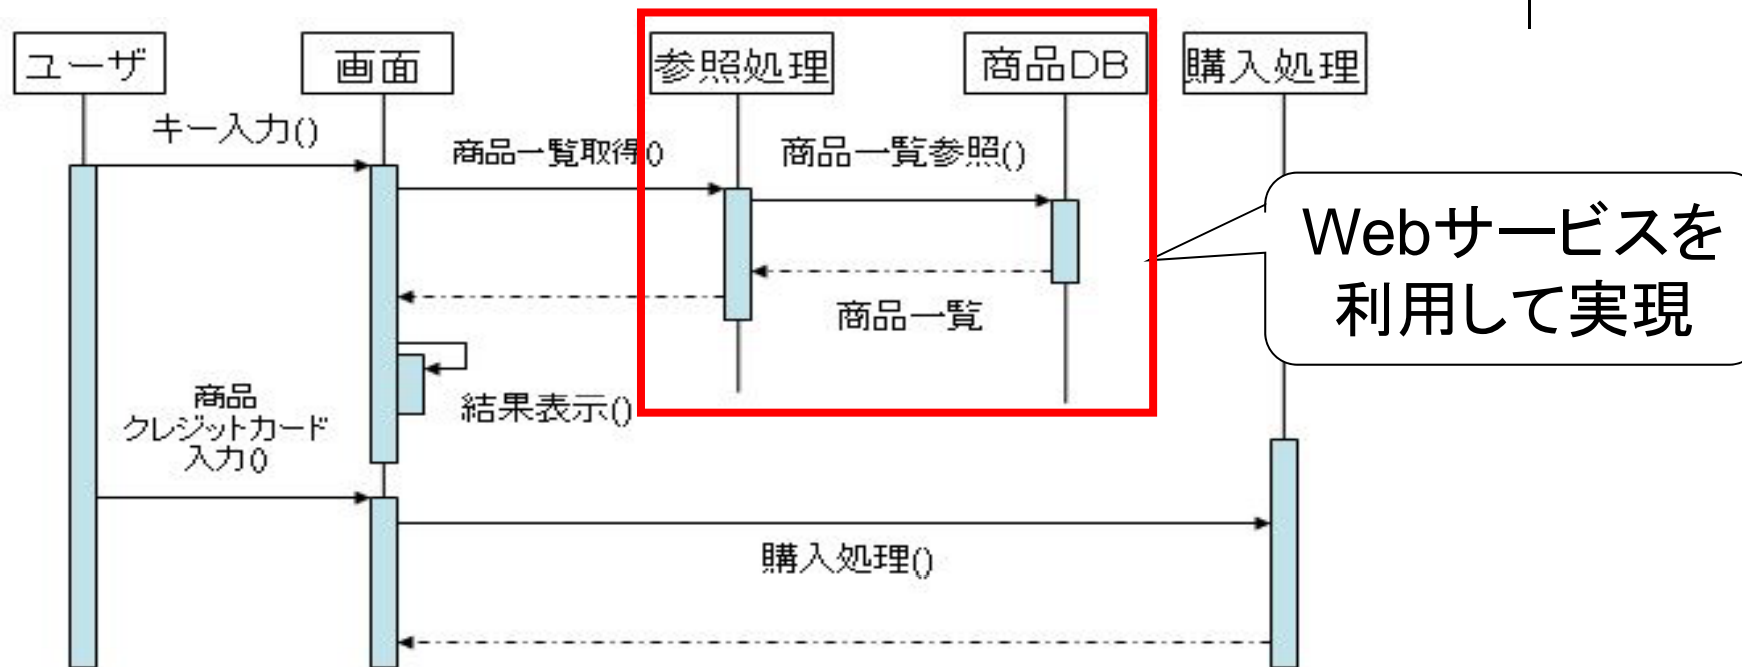 ユーザ
画面
参照処理
商品DB
購入処理
キー入力()
商品一覧取得()
商品一覧参照()
Webサービスを
利用して実現
商品一覧
結果表示()
商品
クレジットカード
入力()
購入処理()